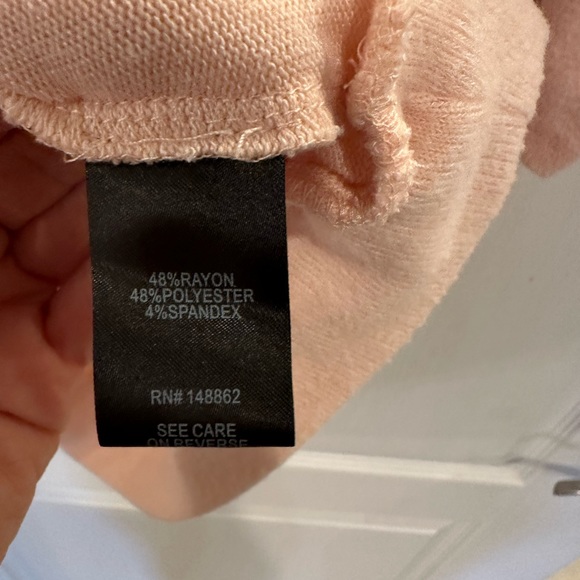 48%RAYON
48%POLYESTER
4%SPANDEX
RN# 148862
SEE CARE
ON REVERSE